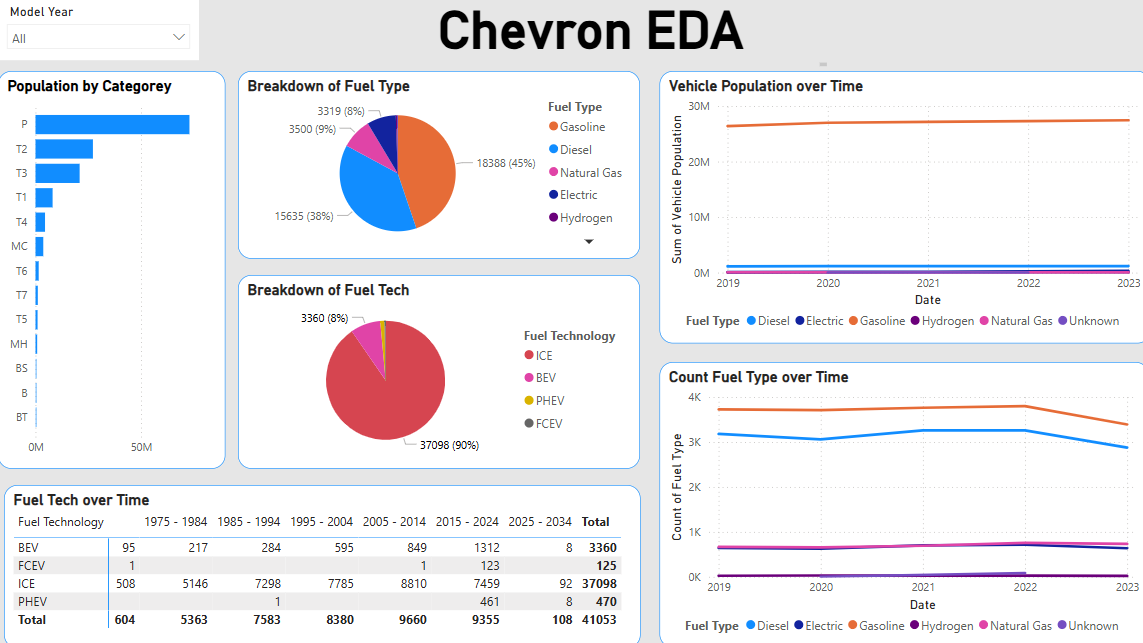 Model Year
All
Chevron EDA
Population by Categorey
P
T2
T3
T1
T4
MC
T6
T7
T5
MH
BS
B
BT
0M 50M
Breakdown of Fuel Type
3319 (8%)
3500 (9%)
18388 (45%)
15635 (38%)
Fuel Type
Gasoline
Diesel
Natural Gas
Electric
Hydrogen
Breakdown of Fuel Tech
3360 (8%)
37098 (90%)
Fuel Technology
ICE
BEV
PHEV
FCEV
Vehicle Population over Time
Sum of Vehicle Population
30M
20M
10M
0M
2019 2020 2021 2022 2023
Date
Fuel Type Diesel Electric Gasoline Hydrogen Natural Gas Unknown
Count Fuel Type over Time
Count of Fuel Type
4K
3K
2K
1K
0K
2019 2020 2021 2022 2023
Date
Fuel Type Diesel Electric Gasoline Hydrogen Natural Gas Unknown
Fuel Tech over Time
Fuel Technology 1975 - 1984 1985 - 1994 1995 - 2004 2005 - 2014 2015 - 2024 2025 - 2034 Total
BEV 95 217 284 595 849 1312 8 3360
FCEV 1 1 123 125
ICE 508 5146 7298 7785 8810 7459 92 37098
PHEV 1 461 8 470
Total 604 5363 7583 8380 9660 9355 108 41053